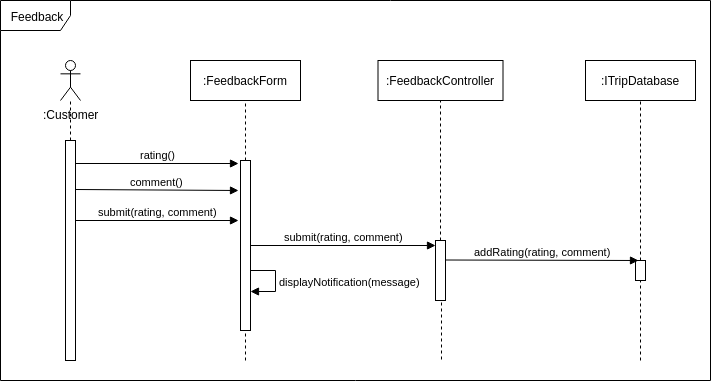 Feedback
:Customer
:FeedbackForm
:FeedbackController
:ITripDatabase
rating()
comment()
submit(rating, comment)
submit(rating, comment)
addRating(rating, comment)
displayNotification(message)